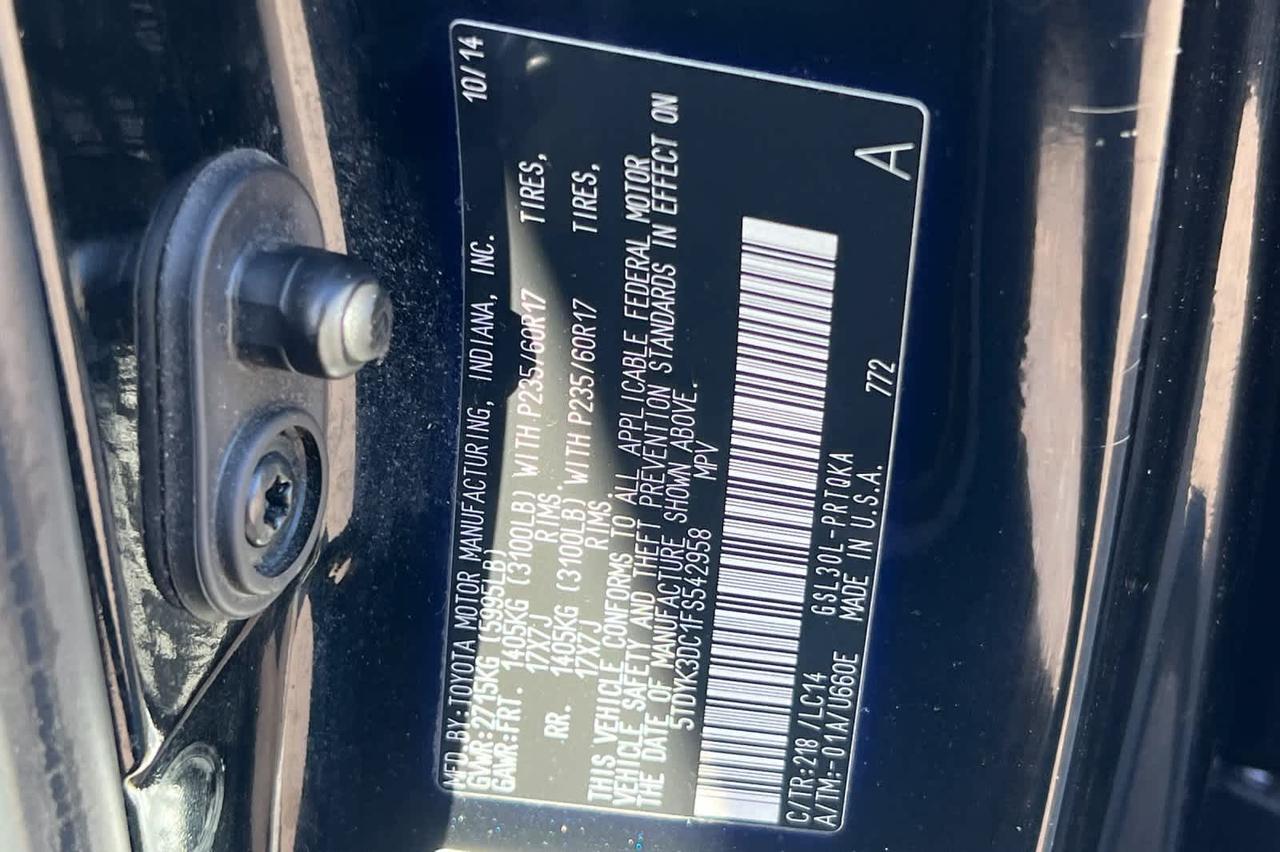 MFD.BY:TOYOTA MOTOR MANUFACTURING, INDIANA, INC. 10/14
GVWR:2715KG (5995LB)
GAWR:FRT. 1405KG (3100LB) WITH P235/60R17 TIRES,
17X7J RIMS.
RR. 1405KG (3100LB) WITH P235/60R17 TIRES,
17X7J RIMS.
THIS VEHICLE CONFORMS TO ALL APPLICABLE FEDERAL MOTOR
VEHICLE SAFETY AND THEFT PREVENTION STANDARDS IN EFFECT ON
THE DATE OF MANUFACTURE SHOWN ABOVE.
5TDYK3DC1FS542958 MPV
C/TR:218 /LC14 GSL30L-PRTQKA 772 A
A/TM:-01A/U660E MADE IN U.S.A.